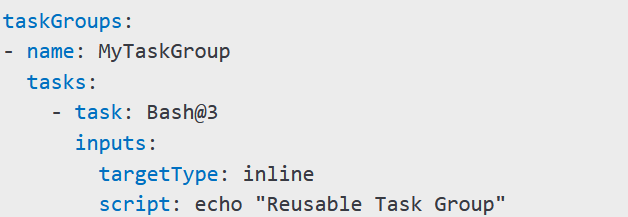 taskGroups:
- name: MyTaskGroup
  tasks:
    - task: Bash@3
      inputs:
        targetType: inline
        script: echo "Reusable Task Group"